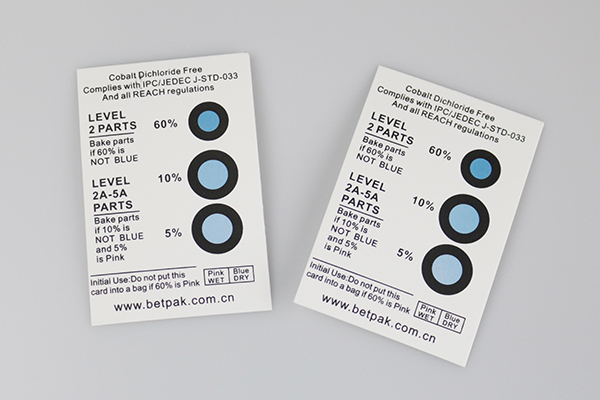 Cobalt Dichloride Free
Complies with IPC/JEDEC J-STD-033
And all REACH regulations
LEVEL
2 PARTS
60%
Bake parts
if 60% is
NOT BLUE
LEVEL
2A-5A
PARTS
10%
Bake parts
if 10% is
NOT BLUE
and 5%
is Pink
5%
Initial Use:Do not put this
card into a bag if 60% is Pink
Pink
WET
Blue
DRY
www.betpak.com.cn
Cobalt Dichloride Free
Complies with IPC/JEDEC J-STD-033
And all REACH regulations
LEVEL
2 PARTS
60%
Bake parts
if 60% is
NOT BLUE
LEVEL
2A-5A
PARTS
10%
Bake parts
if 10% is
NOT BLUE
and 5%
is Pink
5%
Initial Use:Do not put this
card into a bag if 60% is Pink
Pink
WET
Blue
DRY
www.betpak.com.cn